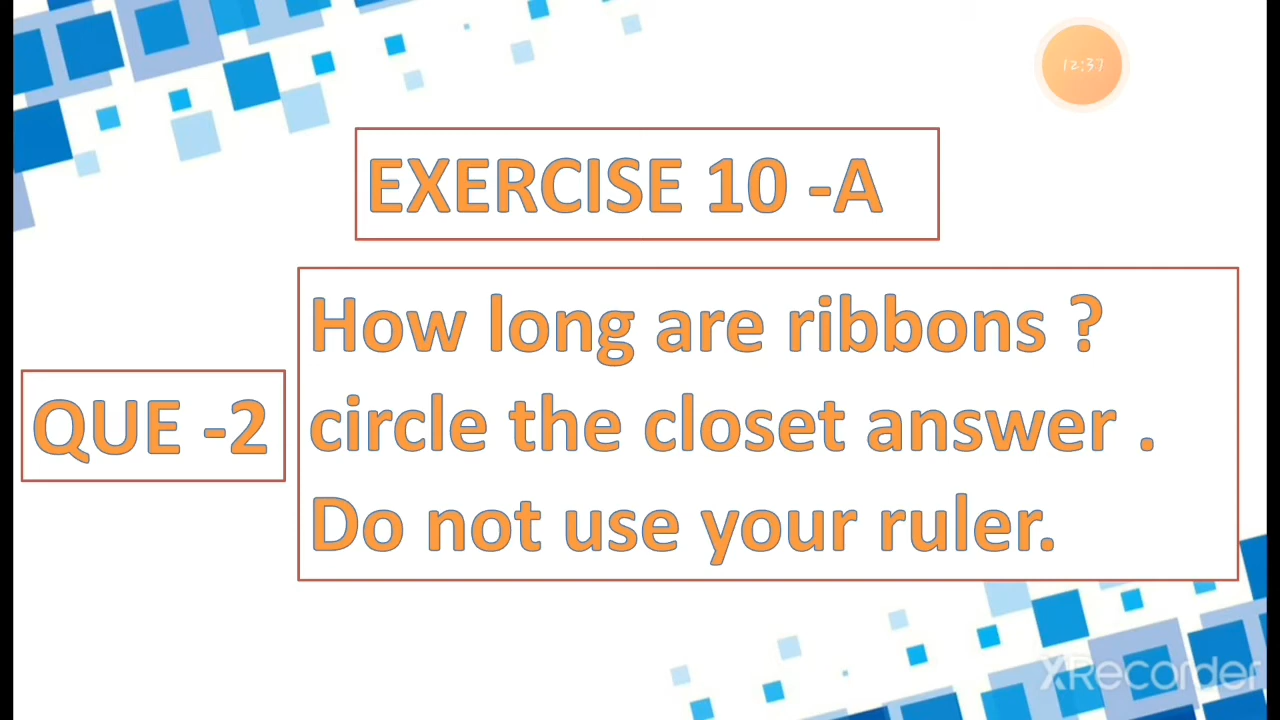 12:37
EXERCISE 10 -A
How long are ribbons ?
QUE -2
circle the closet answer .
Do not use your ruler.
XRecorder